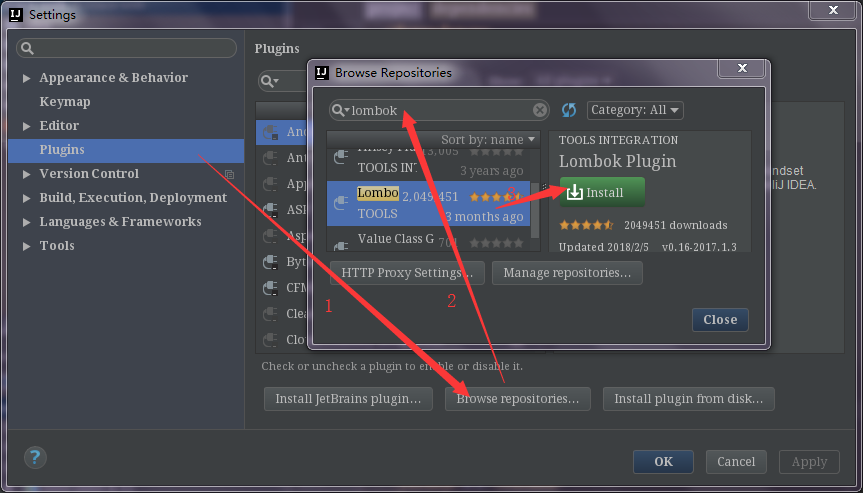 Settings
Plugins
Appearance & Behavior
Keymap
Editor
Plugins
Version Control
Build, Execution, Deployment
Languages & Frameworks
Tools
Browse Repositories
lombok
Category: All
Sort by: name
TOOLS
3 years ago
Lombo 2,049,451
TOOLS
3 months ago
Value Class G
TOOLS INTEGRATION
Lombok Plugin
Install
2049451 downloads
Updated 2018/2/5 v0.16-2017.1.3
HTTP Proxy Settings...
Manage repositories...
Close
1
2
3
And
Ant
App
ASI
Asp
Byt
CFM
Clea
Clo
IJ IDEA.
Check or uncheck a plugin to enable or disable it.
Install JetBrains plugin...
Browse repositories...
Install plugin from disk...
?
OK
Cancel
Apply